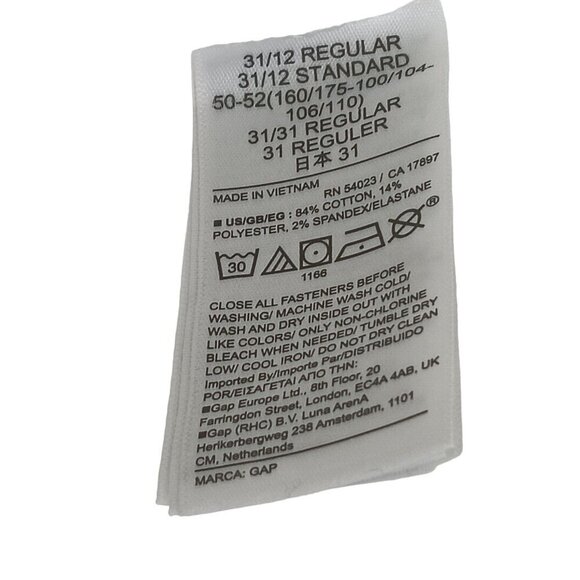 31/12 REGULAR
31/12 STANDARD
50-52(160/175-100/104-
106/110)
31/31 REGULAR
31 REGULER
日本 31
MADE IN VIETNAM RN 54023 / CA 17897
■ US/GB/EG : 84% COTTON, 14%
POLYESTER, 2% SPANDEX/ELASTANE
30 ®
1166
CLOSE ALL FASTENERS BEFORE
WASHING/ MACHINE WASH COLD/
WASH AND DRY INSIDE OUT WITH
LIKE COLORS/ ONLY NON-CHLORINE
BLEACH WHEN NEEDED/ TUMBLE DRY
LOW/ COOL IRON/ DO NOT DRY CLEAN
Imported By/Importe Par/DISTRIBUIDO
POR/ΕΙΣΑΓΕΤΑΙ ΑΠΟ ΤΗΝ:
■Gap Europe Ltd., 8th Floor, 20
Farringdon Street, London, EC4A 4AB, UK
■Gap (RHC) B.V. Luna ArenA
Herikerbergweg 238 Amsterdam, 1101
CM, Netherlands
MARCA: GAP